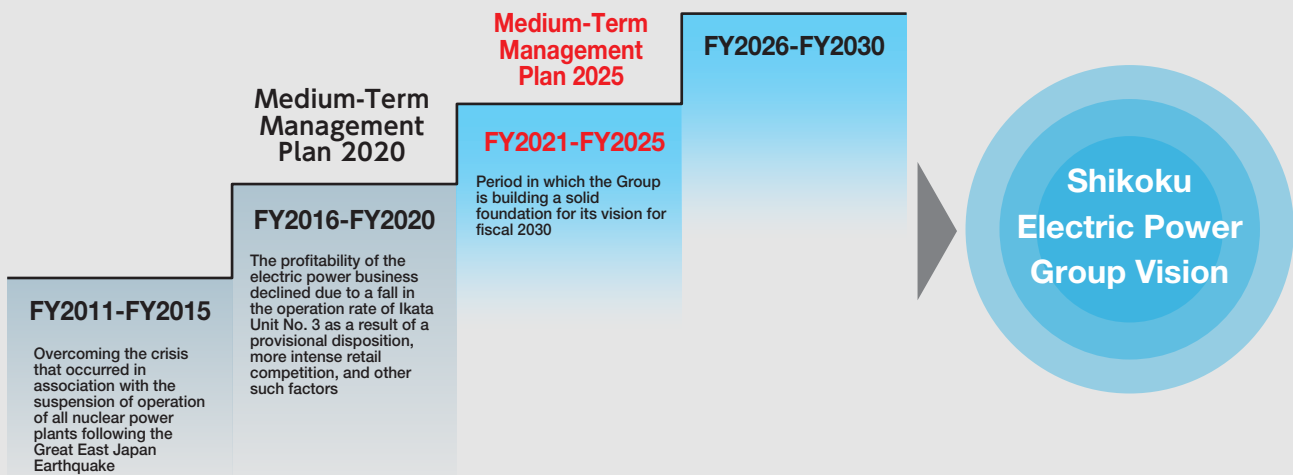 FY2011-FY2015
Overcoming the crisis
that occurred in
association with the
suspension of operation
of all nuclear power
plants following the
Great East Japan
Earthquake
Medium-Term
Management
Plan 2020
FY2016-FY2020
The profitability of the
electric power business
declined due to a fall in
the operation rate of Ikata
Unit No. 3 as a result of a
provisional disposition,
more intense retail
competition, and other
such factors
Medium-Term
Management
Plan 2025
FY2021-FY2025
Period in which the Group
is building a solid
foundation for its vision for
fiscal 2030
FY2026-FY2030
Shikoku
Electric Power
Group Vision